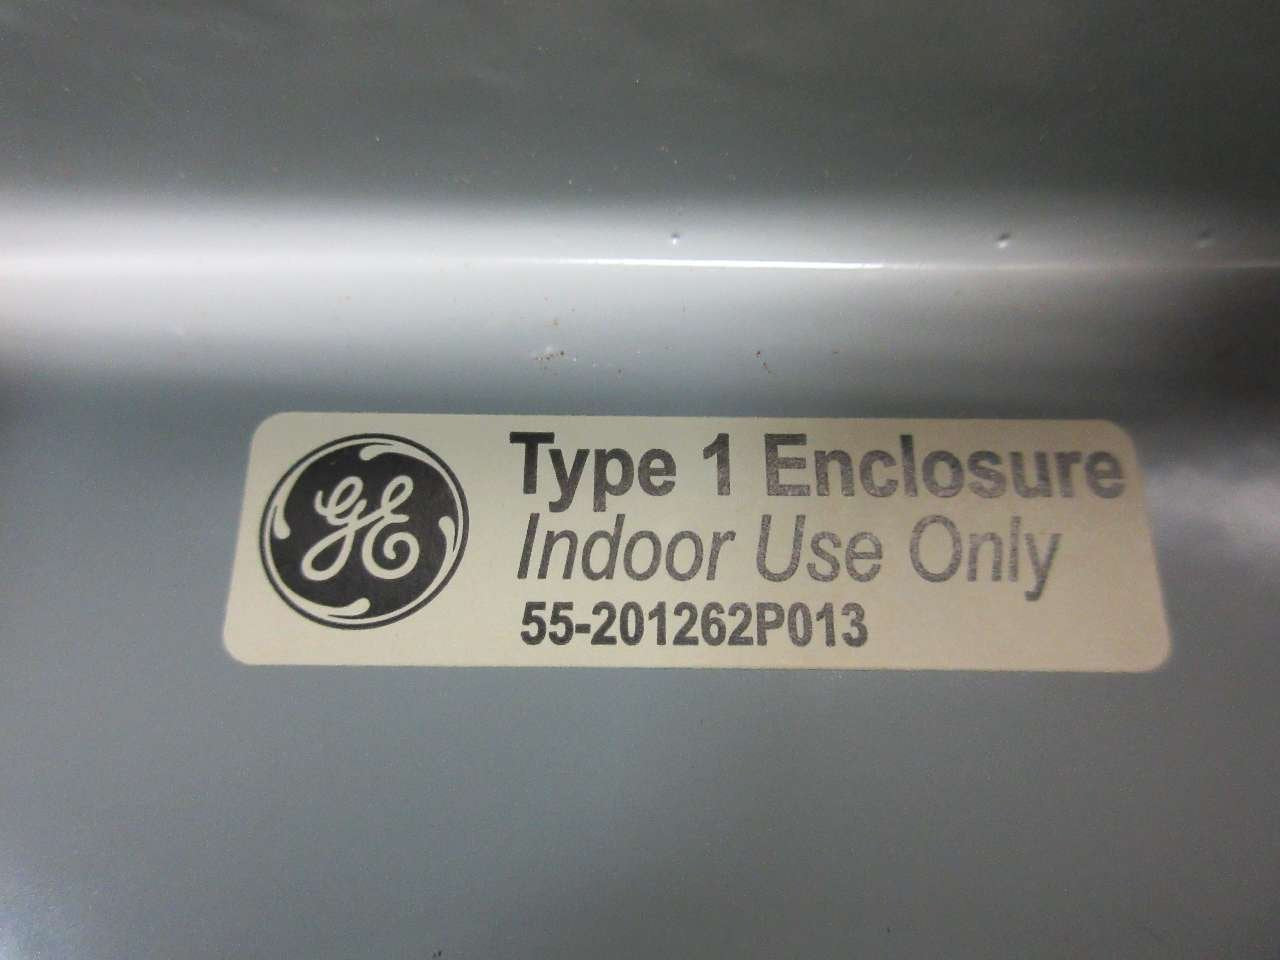 GE
Type 1 Enclosure
Indoor Use Only
55-201262P013